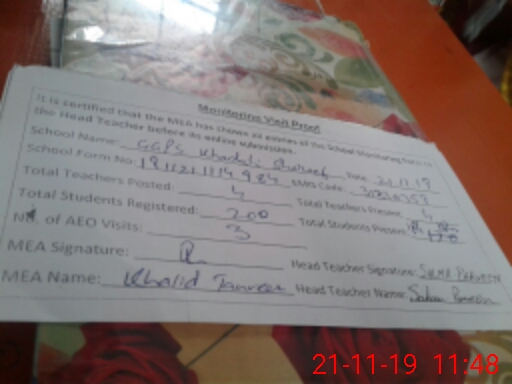 Monitoring Visit Proof
It is certified that the MEA has shown all entries of the School Monitoring Form to
the Head Teacher before its online submission.
School Name: GGPS Khadli Shareef Date: 21.11.19
School Form No: SMS Code:
Total Teachers Posted: 4 Total Teachers Present: 4
Total Students Registered: 200 Total Students Present: 178
No. of AEO Visits: 3
MEA Signature: Head Teacher Signature: SALMA PARVEEN
MEA Name: Khalid Tanveer Head Teacher Name: Salma Parveen
21-11-19 11:48